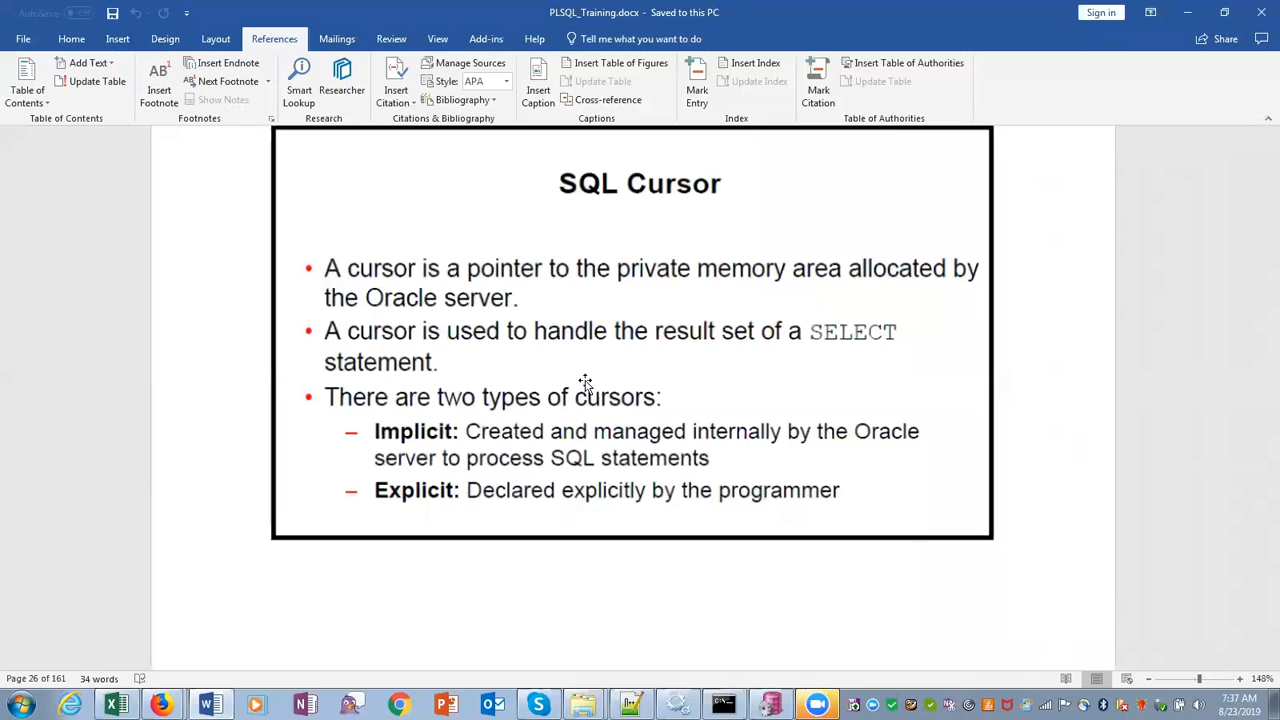 AutoSave Off
PLSQL_Training.docx - Saved to this PC
Sign in
File Home Insert Design Layout References Mailings Review View Add-ins Help Tell me what you want to do Share
Table of Contents
Add Text
Update Table
Table of Contents
AB1
Insert Footnote
Insert Endnote
Next Footnote
Show Notes
Footnotes
Smart Lookup
Researcher
Research
Insert Citation
Manage Sources
Style: APA
Bibliography
Citations & Bibliography
Insert Caption
Insert Table of Figures
Update Table
Cross-reference
Captions
Mark Entry
Insert Index
Update Index
Index
Mark Citation
Insert Table of Authorities
Update Table
Table of Authorities
SQL Cursor
• A cursor is a pointer to the private memory area allocated by
the Oracle server.
• A cursor is used to handle the result set of a SELECT
statement.
• There are two types of cursors:
– Implicit: Created and managed internally by the Oracle
server to process SQL statements
– Explicit: Declared explicitly by the programmer
Page 26 of 161 34 words
148%
7:37 AM
8/23/2019